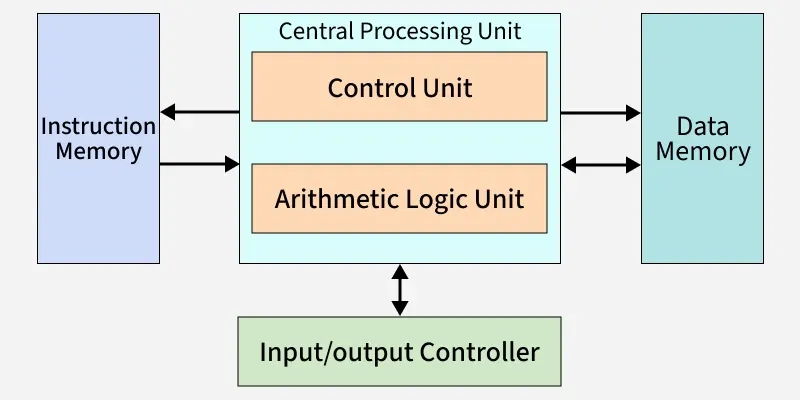 Central Processing Unit
Control Unit
Instruction
Memory
Data
Memory
Arithmetic Logic Unit
Input/output Controller